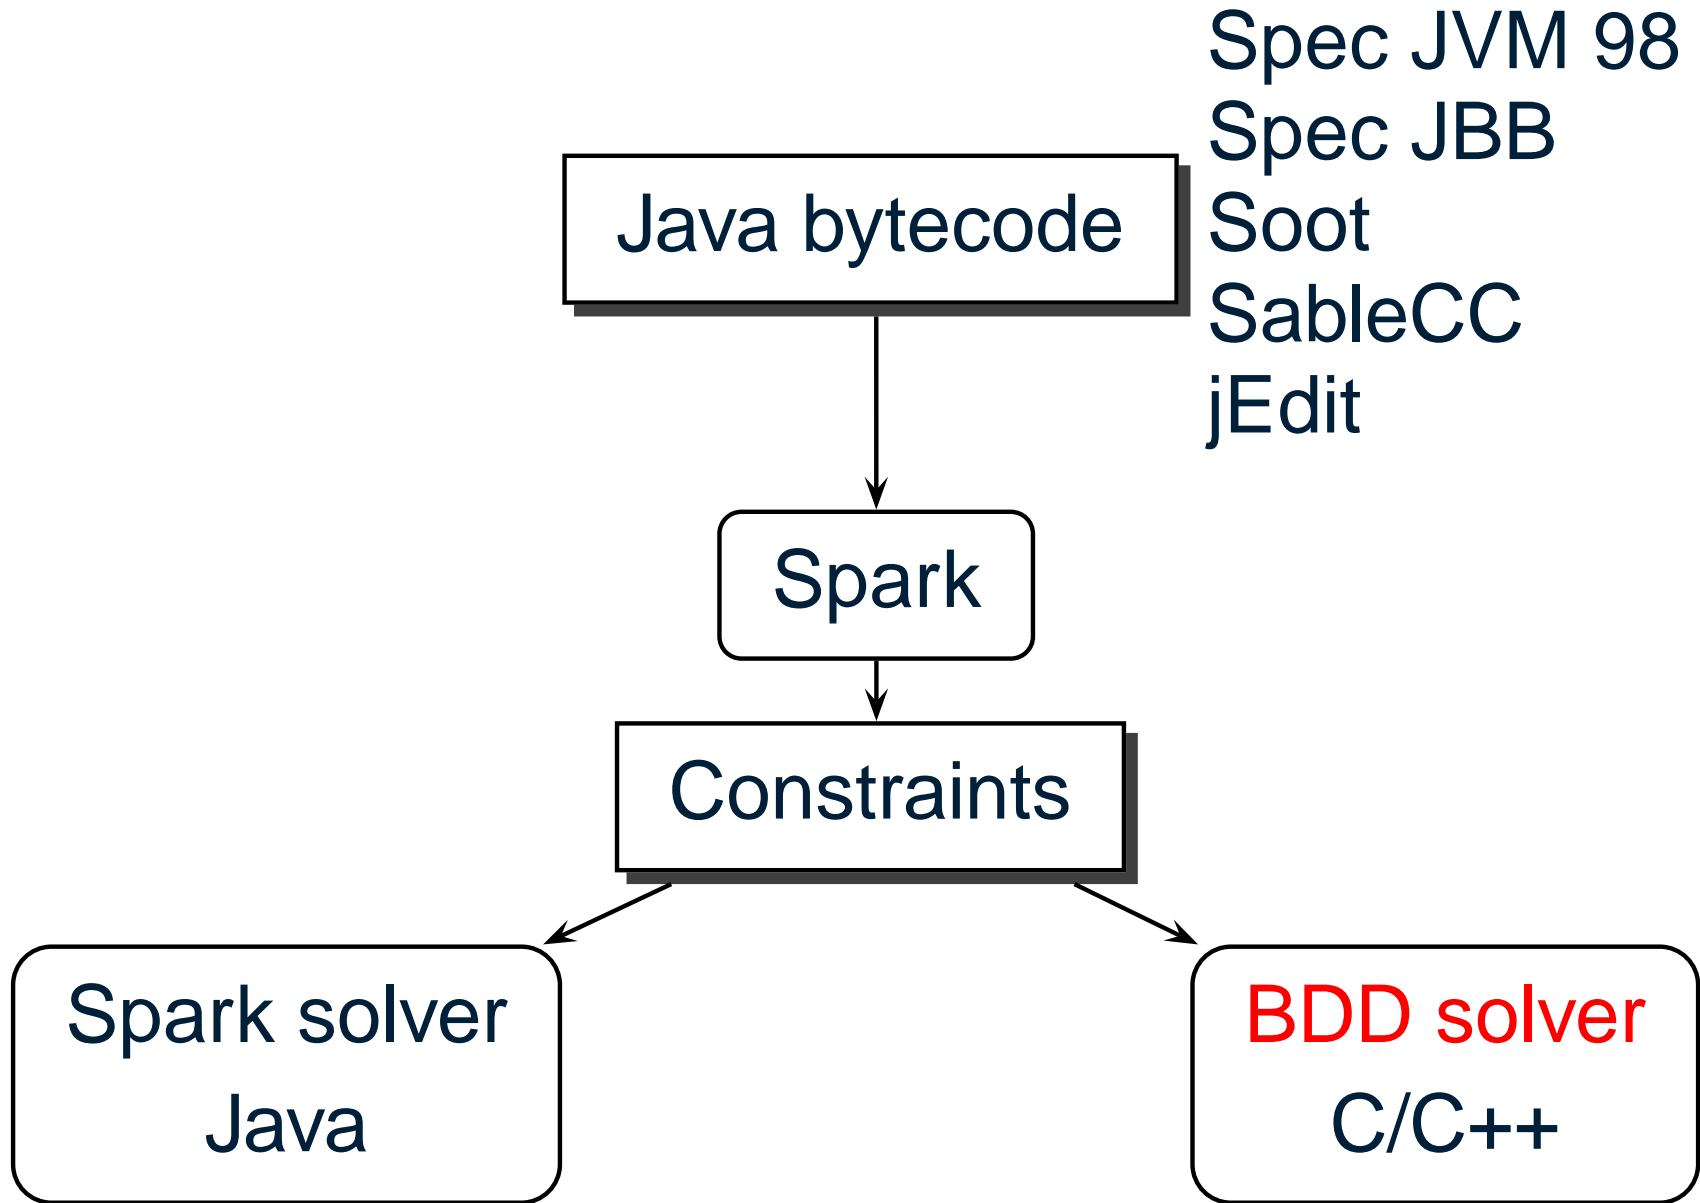 Spec JVM 98
Spec JBB
Java bytecode
Soot
SableCC
jEdit
Spark
Constraints
Spark solver
Java
BDD solver
C/C++